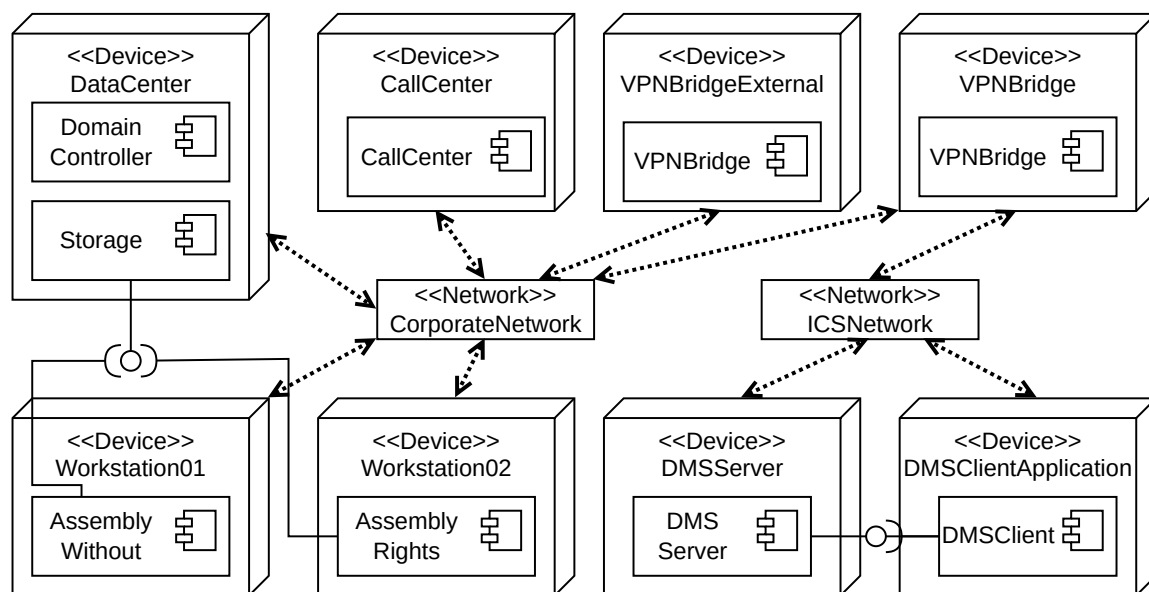 <<Device>>
DataCenter
Domain
Controller
Storage
<<Device>>
CallCenter
CallCenter
<<Device>>
VPNBridgeExternal
VPNBridge
<<Device>>
VPNBridge
VPNBridge
<<Network>>
CorporateNetwork
<<Network>>
ICSNetwork
<<Device>>
Workstation01
Assembly
Without
<<Device>>
Workstation02
Assembly
Rights
<<Device>>
DMSServer
DMS
Server
<<Device>>
DMSClientApplication
DMSClient